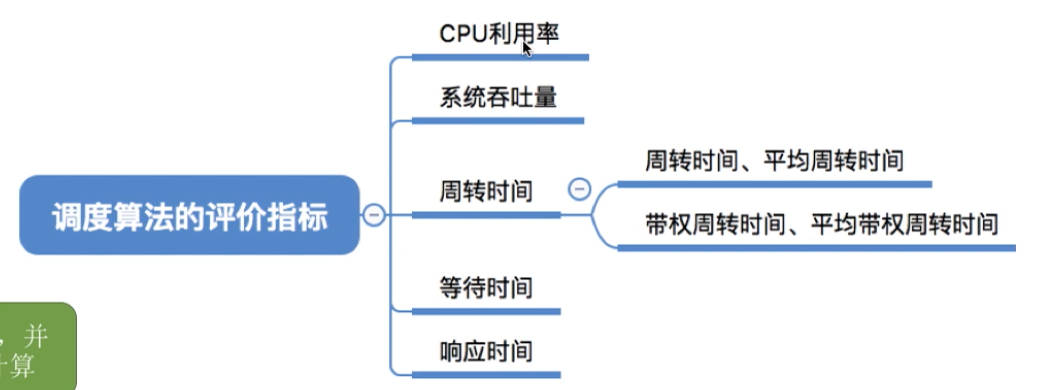 CPU利用率
系统吞吐量
周转时间、平均周转时间
周转时间
调度算法的评价指标
带权周转时间、平均带权周转时间
等待时间
，并
响应时间
计算